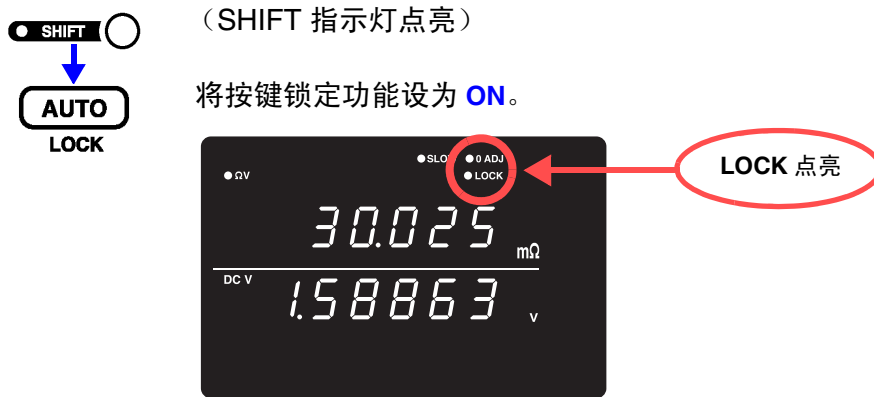 SHIFT
（SHIFT 指示灯点亮）
AUTO
LOCK
将按键锁定功能设为 ON。
ΩV
0 ADJ
LOCK
LOCK 点亮
30.025 mΩ
DC V
1.58863 V